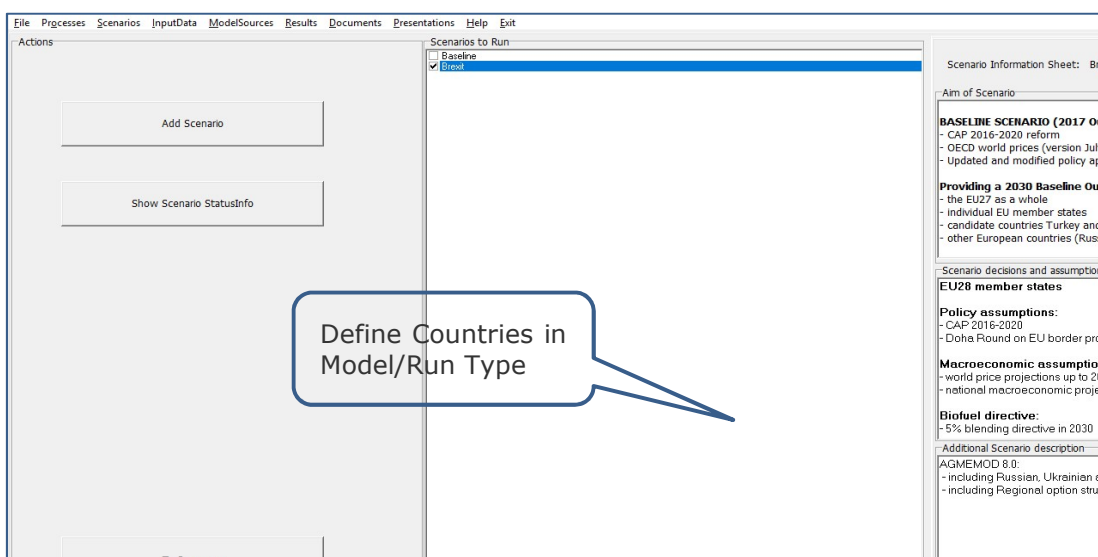 File Processes Scenarios InputData ModelSources Results Documents Presentations Help Exit
Actions
Add Scenario
Show Scenario StatusInfo
Scenarios to Run
Baseline
Brexit
Define Countries in
Model/Run Type
Scenario Information Sheet:
Aim of Scenario
BASELINE SCENARIO (2017
- CAP 2016-2020 reform
- OECD world prices (version
- Updated and modified policy
Providing a 2030 Baseline
- the EU27 as a whole
- individual EU member states
- candidate countries Turkey and
- other European countries
Scenario decisions and
EU28 member states
Policy assumptions:
- CAP 2016-2020
- Doha Round on EU border
Macroeconomic
- world price projections up to
- national macroeconomic
Biofuel directive:
- 5% blending directive in 2030
Additional Scenario description
AGMEMOD 8.0:
- including Russian, Ukrainian
- including Regional option